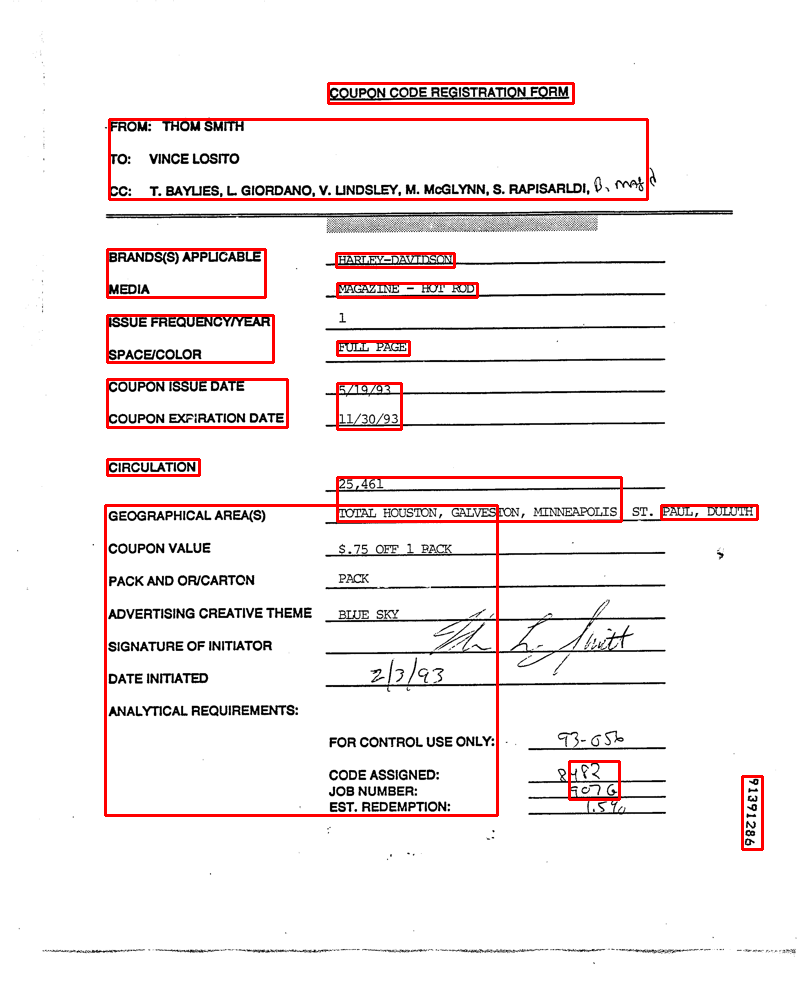 COUPON CODE REGISTRATION FORM
FROM: THOM SMITH
TO: VINCE LOSITO
CC: T. BAYLIES, L. GIORDANO, V. LINDSLEY, M. McGLYNN, S. RAPISARLDI,
BRANDS(S) APPLICABLE HARLEY-DAVIDSON
MEDIA MAGAZINE - HOT ROD
ISSUE FREQUENCY/YEAR 1
SPACE/COLOR FULL PAGE
COUPON ISSUE DATE 5/19/93
COUPON EXPIRATION DATE 11/30/93
CIRCULATION 25,461
GEOGRAPHICAL AREA(S) TOTAL HOUSTON, GALVESTON, MINNEAPOLIS ST. PAUL, DULUTH
COUPON VALUE $.75 OFF 1 PACK
PACK AND OR/CARTON PACK
ADVERTISING CREATIVE THEME BLUE SKY
SIGNATURE OF INITIATOR
DATE INITIATED 2/3/93
ANALYTICAL REQUIREMENTS:
FOR CONTROL USE ONLY: 93-056
CODE ASSIGNED: 8482
JOB NUMBER: 907G
EST. REDEMPTION: 1.5%
91391286